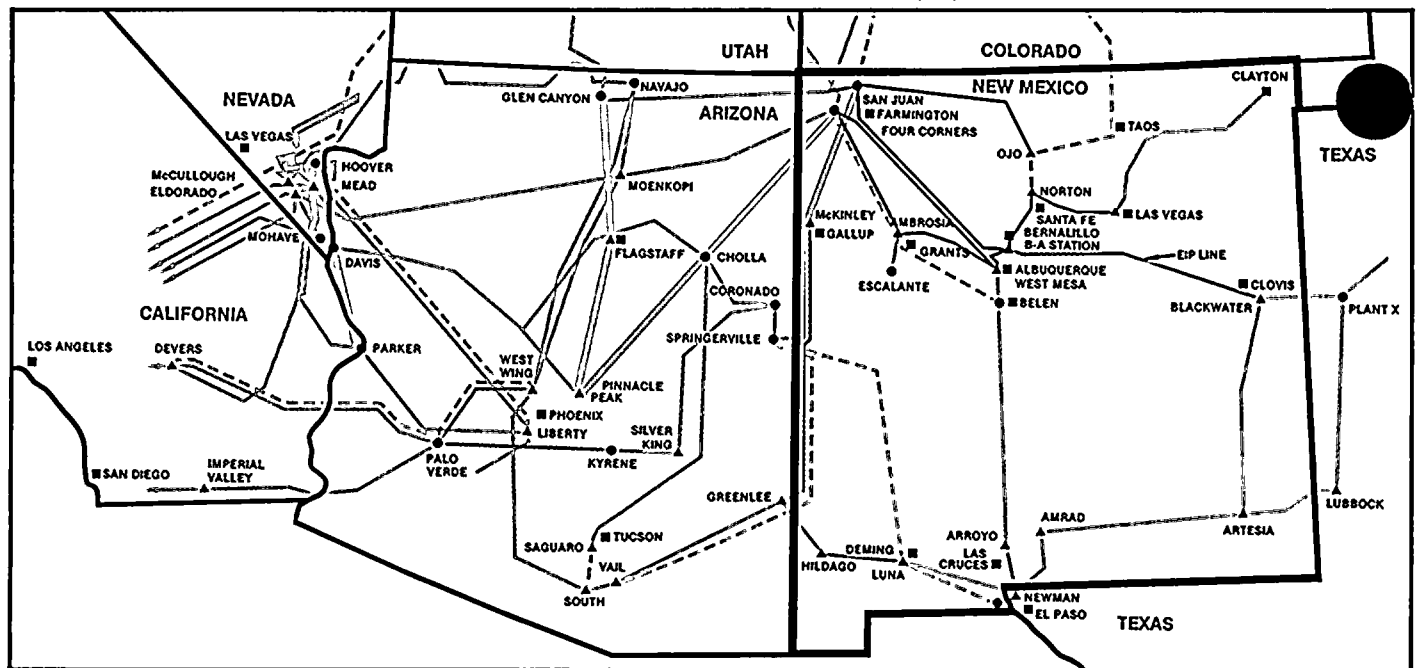 UTAH
COLORADO
NEVADA
LAS VEGAS
McCULLOUGH
ELDORADO
HOOVER
MEAD
MOHAVE
DAVIS
CALIFORNIA
LOS ANGELES
DEVERS
PARKER
SAN DIEGO
IMPERIAL
VALLEY
GLEN CANYON
NAVAJO
ARIZONA
MOENKOPI
FLAGSTAFF
CHOLLA
CORONADO
SPRINGERVILLE
WEST
WING
PINNACLE
PEAK
PHOENIX
LIBERTY
PALO
VERDE
KYRENE
SILVER
KING
GREENLEE
SAGUARO
TUCSON
VAIL
SOUTH
NEW MEXICO
SAN JUAN
FARMINGTON
FOUR CORNERS
CLAYTON
TAOS
OJO
NORTON
LAS VEGAS
SANTA FE
BERNALILLO
B-A STATION
McKINLEY
GALLUP
AMBROSIA
GRANTS
ESCALANTE
ALBUQUERQUE
WEST MESA
BELEN
EIP LINE
CLOVIS
BLACKWATER
PLANT X
TEXAS
AMRAD
ARROYO
LAS
CRUCES
ARTESIA
LUBBOCK
HILDAGO
DEMING
LUNA
NEWMAN
EL PASO
TEXAS